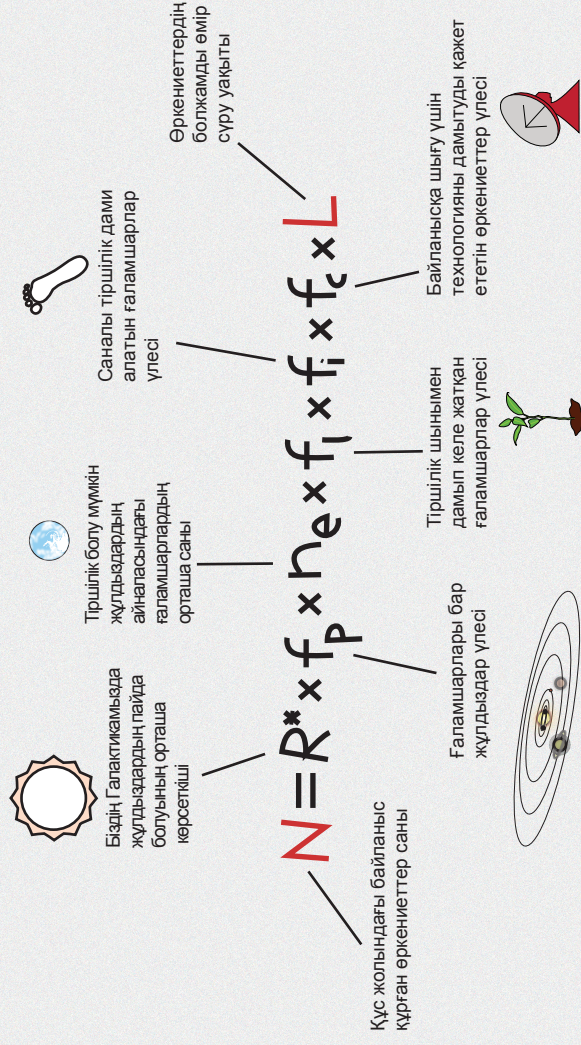 Біздің Галактикамызда
жұлдыздардың пайда
болуының орташа
көрсеткіші
Тіршілік болу мүмкін
жұлдыздардың
айналасындағы
ғаламшарлардың
орташа саны
Саналы тіршілік дами
алатын ғаламшарлар
үлесі
Өркениеттердің
болжамды өмір
сүру уақыты
N=R*×fp×ne×fl×fi×fc×L
Құс жолындағы байланыс
құрған өркениеттер саны
Ғаламшарлары бар
жұлдыздар үлесі
Тіршілік шынымен
дамып келе жатқан
ғаламшарлар үлесі
Байланысқа шығу үшін
технологияны дамытуды қажет
ететін өркениеттер үлесі